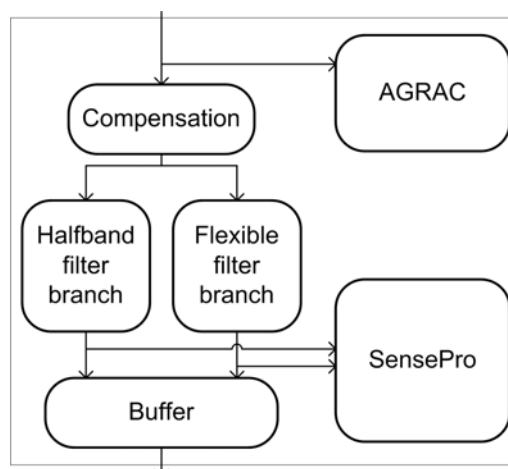 AGRAC
Compensation
Halfband
filter
branch
Flexible
filter
branch
SensePro
Buffer